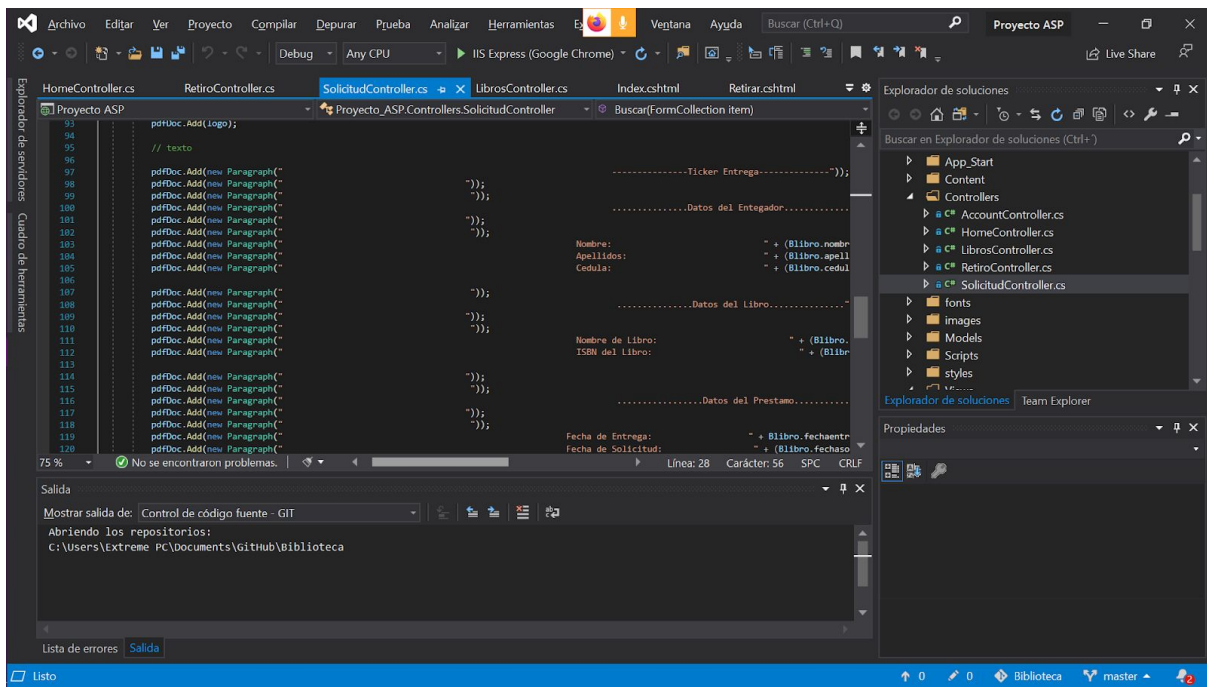 Archivo Editar Ver Proyecto Compilar Depurar Prueba Analizar Herramientas Ventana Ayuda Buscar (Ctrl+Q) Proyecto ASP
Debug Any CPU IIS Express (Google Chrome) Live Share
Explorador de servidores
Cuadro de herramientas
HomeController.cs RetiroController.cs SolicitudController.cs LibrosController.cs Index.cshtml Retirar.cshtml
Proyecto ASP Proyecto_ASP.Controllers.SolicitudController Buscar(FormCollection item)
93 pdfDoc.Add(logo);
94
95 // texto
96
97 pdfDoc.Add(new Paragraph(" ---------------Ticker Entrega--------------"));
98 pdfDoc.Add(new Paragraph(" "));
99 pdfDoc.Add(new Paragraph(" "));
100 pdfDoc.Add(new Paragraph(" ...............Datos del Entegador.............
101 pdfDoc.Add(new Paragraph(" "));
102 pdfDoc.Add(new Paragraph(" "));
103 pdfDoc.Add(new Paragraph(" Nombre: " + (Blibro.nombr
104 pdfDoc.Add(new Paragraph(" Apellidos: " + (Blibro.apell
105 pdfDoc.Add(new Paragraph(" Cedula: " + (Blibro.cedul
106
107 pdfDoc.Add(new Paragraph(" "));
108 pdfDoc.Add(new Paragraph(" ...............Datos del Libro..............."
109 pdfDoc.Add(new Paragraph(" "));
110 pdfDoc.Add(new Paragraph(" "));
111 pdfDoc.Add(new Paragraph(" Nombre de Libro: " + (Blibro.
112 pdfDoc.Add(new Paragraph(" ISBN del Libro: " + (Blibr
113
114 pdfDoc.Add(new Paragraph(" "));
115 pdfDoc.Add(new Paragraph(" "));
116 pdfDoc.Add(new Paragraph(" .................Datos del Prestamo...........
117 pdfDoc.Add(new Paragraph(" "));
118 pdfDoc.Add(new Paragraph(" "));
119 pdfDoc.Add(new Paragraph(" Fecha de Entrega: " + Blibro.fechaentr
120 pdfDoc.Add(new Paragraph(" Fecha de Solicitud: " + (Blibro.fechaso
75 % No se encontraron problemas. Línea: 28 Carácter: 56 SPC CRLF
Salida
Mostrar salida de: Control de código fuente - GIT
Abriendo los repositorios:
C:\Users\Extreme PC\Documents\GitHub\Biblioteca
Lista de errores Salida
Explorador de soluciones
Buscar en Explorador de soluciones (Ctrl+´)
App_Start
Content
Controllers
C# AccountController.cs
C# HomeController.cs
C# LibrosController.cs
C# RetiroController.cs
C# SolicitudController.cs
fonts
images
Models
Scripts
styles
Explorador de soluciones Team Explorer
Propiedades
Listo 0 0 Biblioteca master 2